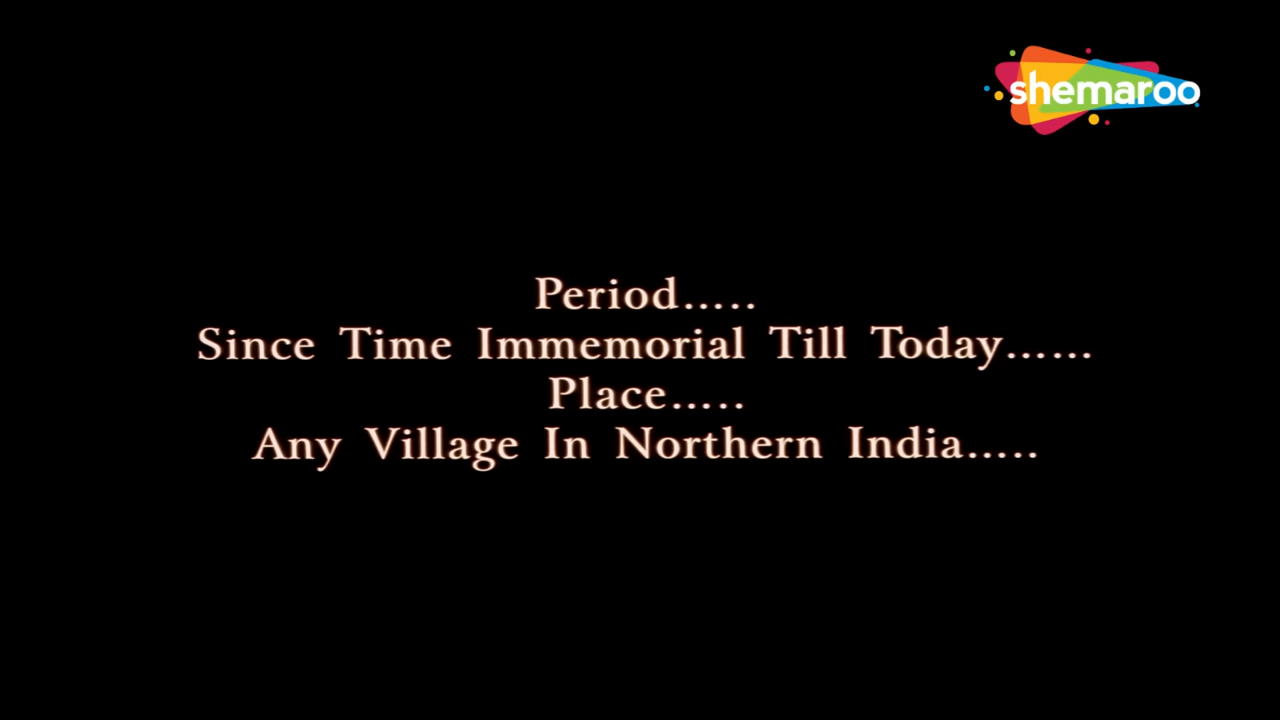 shemaroo
Period.....
Since Time Immemorial Till Today......
Place.....
Any Village In Northern India.....